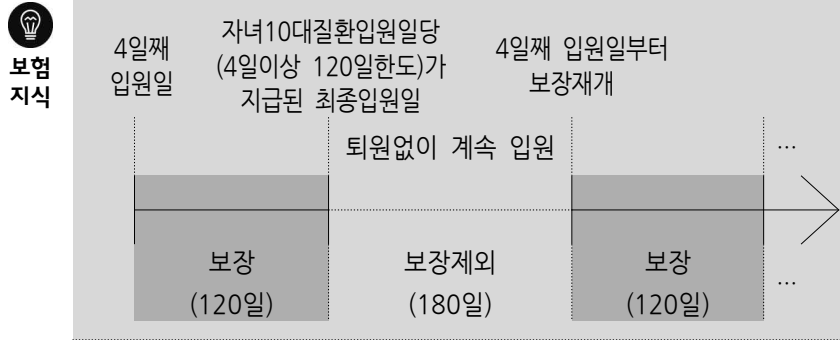 보험
지식
4일째
입원일
자녀10대질환입원일당
(4일이상 120일한도)가
지급된 최종입원일
4일째 입원일부터
보장재개
퇴원없이 계속 입원
…
보장
(120일)
보장제외
(180일)
보장
(120일)
…